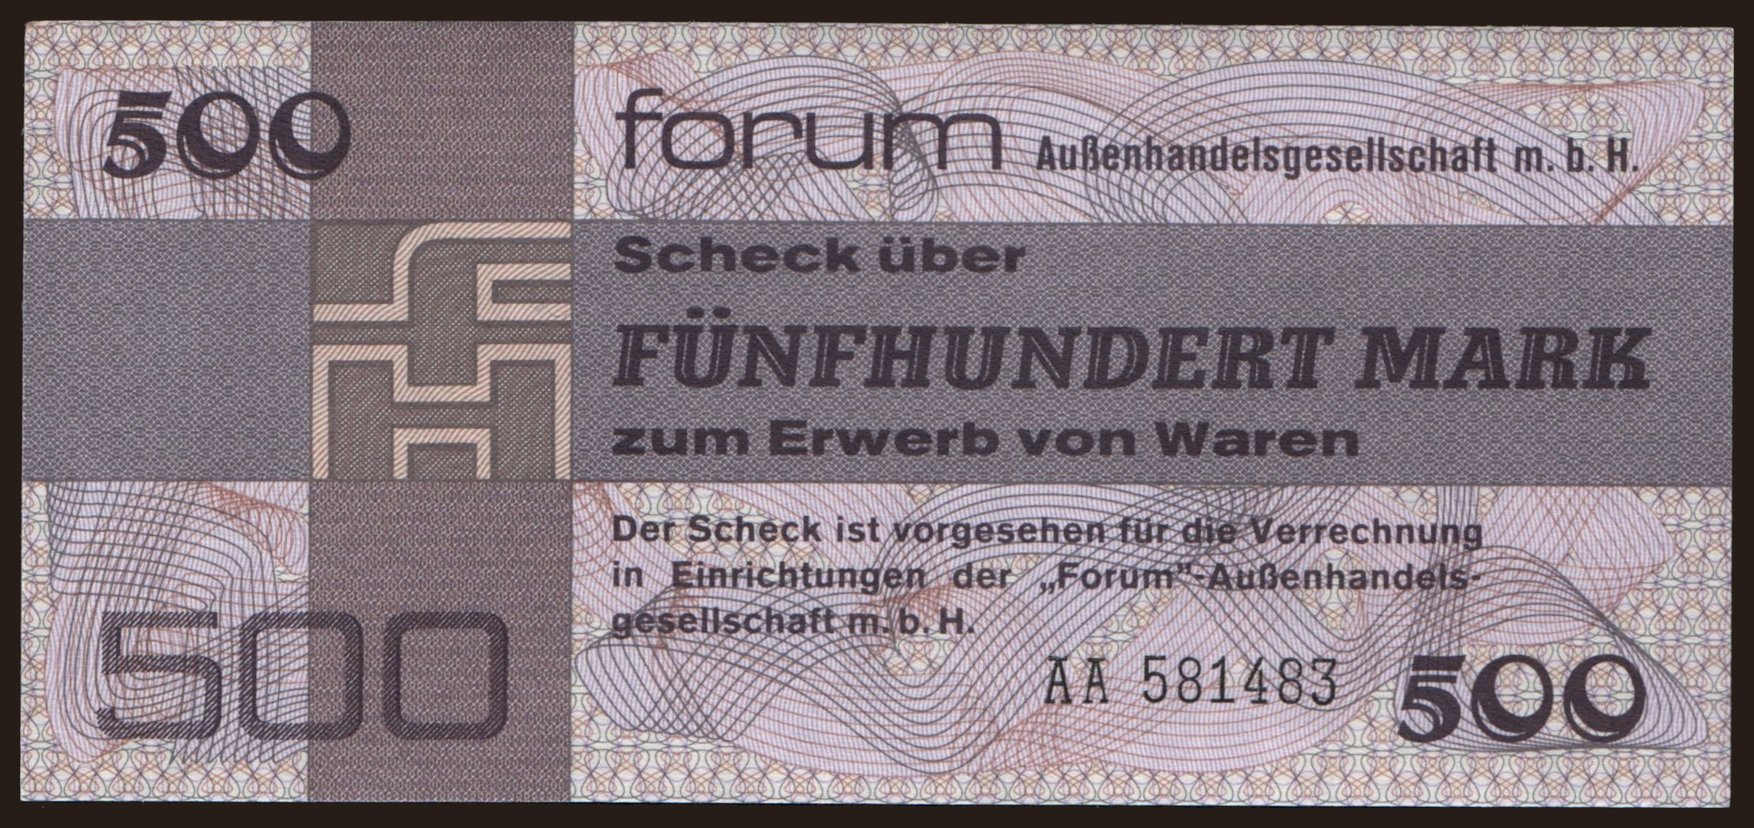 500
forum Außenhandelsgesellschaft m. b. H.
Scheck über
FÜNFHUNDERT MARK
zum Erwerb von Waren
Der Scheck ist vorgesehen für die Verrechnung
in Einrichtungen der „Forum"-Außenhandels-
gesellschaft m. b. H.
500
AA 581483
500